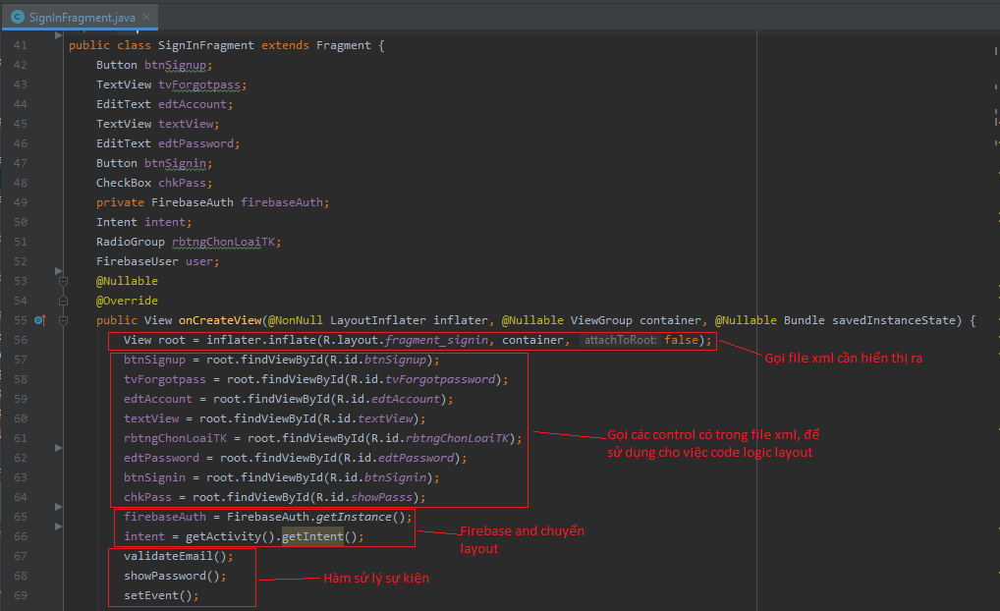 SignInFragment.java
41 public class SignInFragment extends Fragment {
42 Button btnSignup;
43 TextView tvForgotpass;
44 EditText edtAccount;
45 TextView textView;
46 EditText edtPassword;
47 Button btnSignin;
48 CheckBox chkPass;
49 private FirebaseAuth firebaseAuth;
50 Intent intent;
51 RadioGroup rbtngChonLoaiTK;
52 FirebaseUser user;
53 @Nullable
54 @Override
55 public View onCreateView(@NonNull LayoutInflater inflater, @Nullable ViewGroup container, @Nullable Bundle savedInstanceState) {
56 View root = inflater.inflate(R.layout.fragment_signin, container, attachToRoot: false);
Gọi file xml cần hiển thị ra
57 btnSignup = root.findViewById(R.id.btnSignup);
58 tvForgotpass = root.findViewById(R.id.tvForgotpassword);
59 edtAccount = root.findViewById(R.id.edtAccount);
60 textView = root.findViewById(R.id.textView);
61 rbtngChonLoaiTK = root.findViewById(R.id.rbtngChonLoaiTK);
62 edtPassword = root.findViewById(R.id.edtPassword);
63 btnSignin = root.findViewById(R.id.btnSignin);
64 chkPass = root.findViewById(R.id.showPasss);
Gọi các control có trong file xml, để
sử dụng cho việc code logic layout
65 firebaseAuth = FirebaseAuth.getInstance();
66 intent = getActivity().getIntent();
Firebase and chuyển
layout
67 validateEmail();
68 showPassword();
69 setEvent();
Hàm sử lý sự kiện